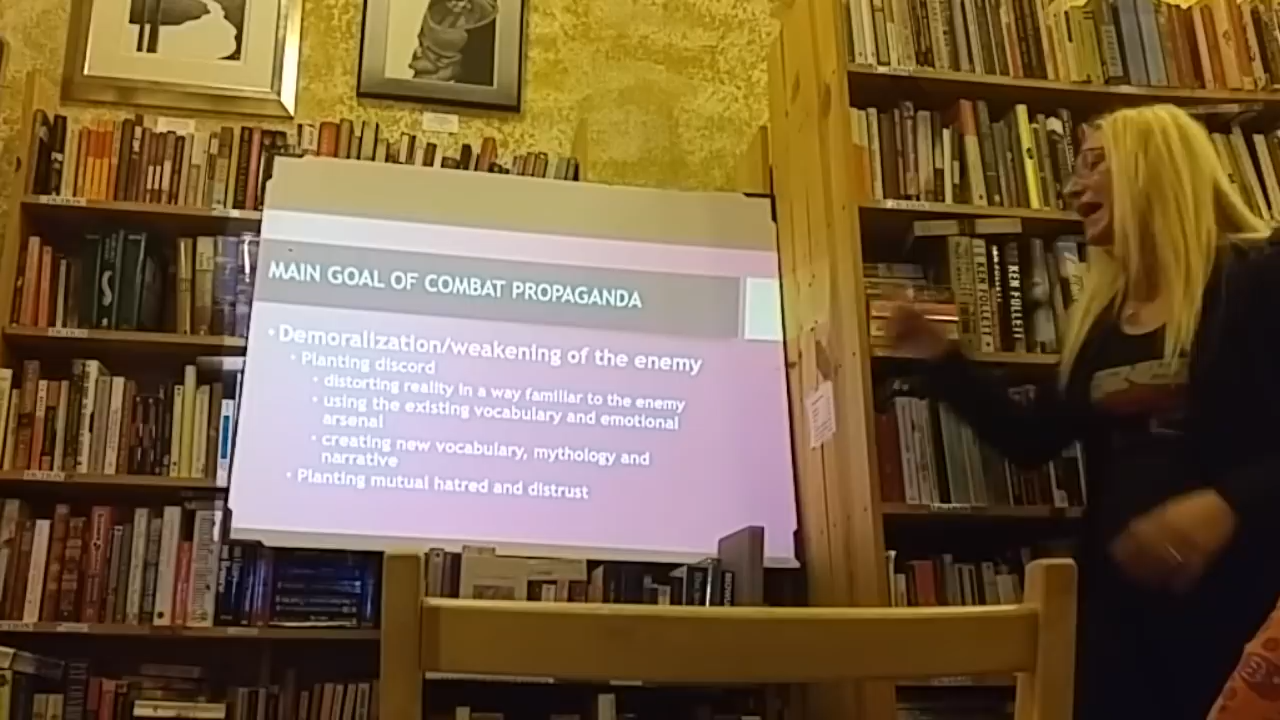 MAIN GOAL OF COMBAT PROPAGANDA
• Demoralization/weakening of the enemy
• Planting discord
• distorting reality in a way familiar to the enemy
• using the existing vocabulary and emotional
arsenal
• creating new vocabulary, mythology and
narrative
• Planting mutual hatred and distrust
KEN FOLLETT
KEN FOLLETT